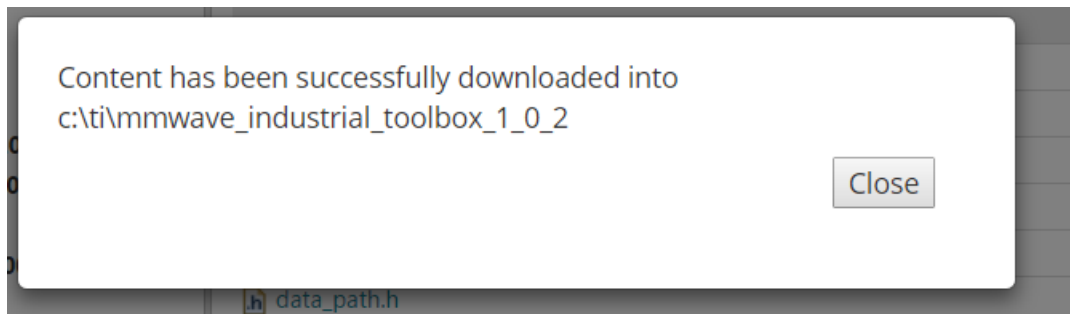 Content has been successfully downloaded into
c:\ti\mmwave_industrial_toolbox_1_0_2
Close
.h data_path.h